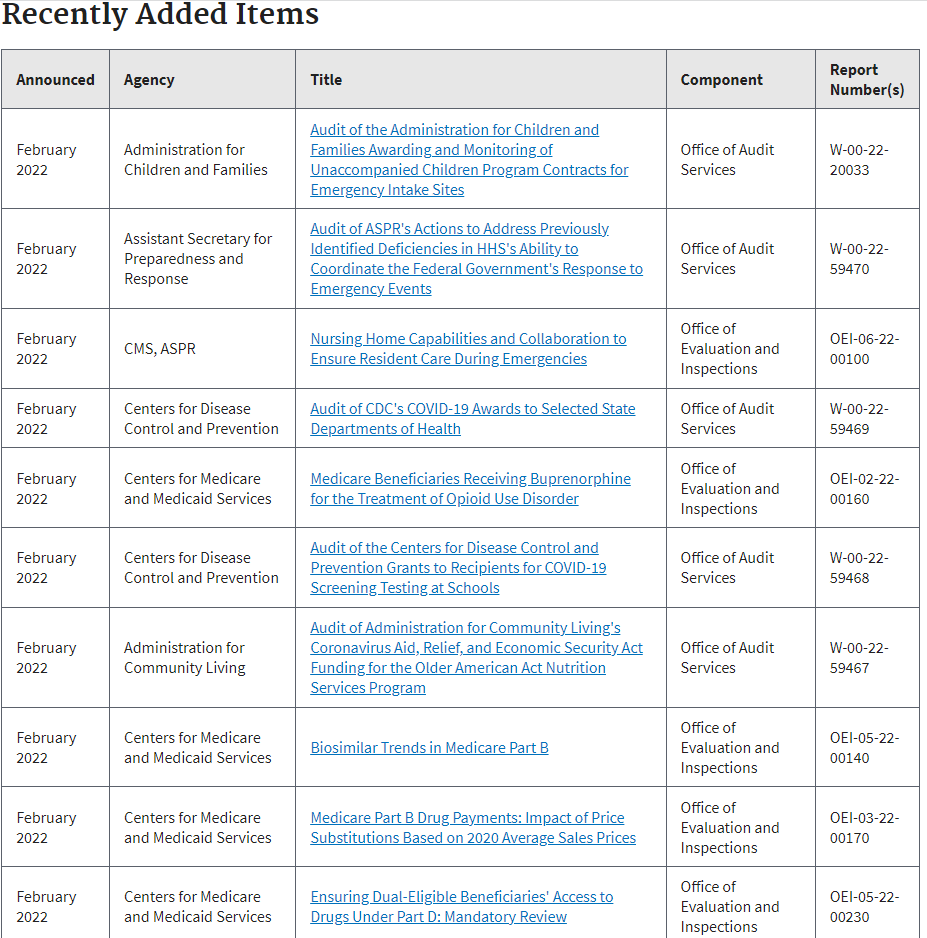 Recently Added Items
Announced
Agency
Title
Component
Report
Number(s)
February
2022
Administration for
Children and Families
Audit of the Administration for Children and
Families Awarding and Monitoring of
Unaccompanied Children Program Contracts for
Emergency Intake Sites
Office of Audit
Services
W-00-22-
20033
February
2022
Assistant Secretary for
Preparedness and
Response
Audit of ASPR's Actions to Address Previously
Identified Deficiencies in HHS's Ability to
Coordinate the Federal Government's Response to
Emergency Events
Office of Audit
Services
W-00-22-
59470
February
2022
CMS, ASPR
Nursing Home Capabilities and Collaboration to
Ensure Resident Care During Emergencies
Office of
Evaluation and
Inspections
OEI-06-22-
00100
February
2022
Centers for Disease
Control and Prevention
Audit of CDC's COVID-19 Awards to Selected State
Departments of Health
Office of Audit
Services
W-00-22-
59469
February
2022
Centers for Medicare
and Medicaid Services
Medicare Beneficiaries Receiving Buprenorphine
for the Treatment of Opioid Use Disorder
Office of
Evaluation and
Inspections
OEI-02-22-
00160
February
2022
Centers for Disease
Control and Prevention
Audit of the Centers for Disease Control and
Prevention Grants to Recipients for COVID-19
Screening Testing at Schools
Office of Audit
Services
W-00-22-
59468
February
2022
Administration for
Community Living
Audit of Administration for Community Living's
Coronavirus Aid, Relief, and Economic Security Act
Funding for the Older American Act Nutrition
Services Program
Office of Audit
Services
W-00-22-
59467
February
2022
Centers for Medicare
and Medicaid Services
Biosimilar Trends in Medicare Part B
Office of
Evaluation and
Inspections
OEI-05-22-
00140
February
2022
Centers for Medicare
and Medicaid Services
Medicare Part B Drug Payments: Impact of Price
Substitutions Based on 2020 Average Sales Prices
Office of
Evaluation and
Inspections
OEI-03-22-
00170
February
2022
Centers for Medicare
and Medicaid Services
Ensuring Dual-Eligible Beneficiaries' Access to
Drugs Under Part D: Mandatory Review
Office of
Evaluation and
Inspections
OEI-05-22-
00230